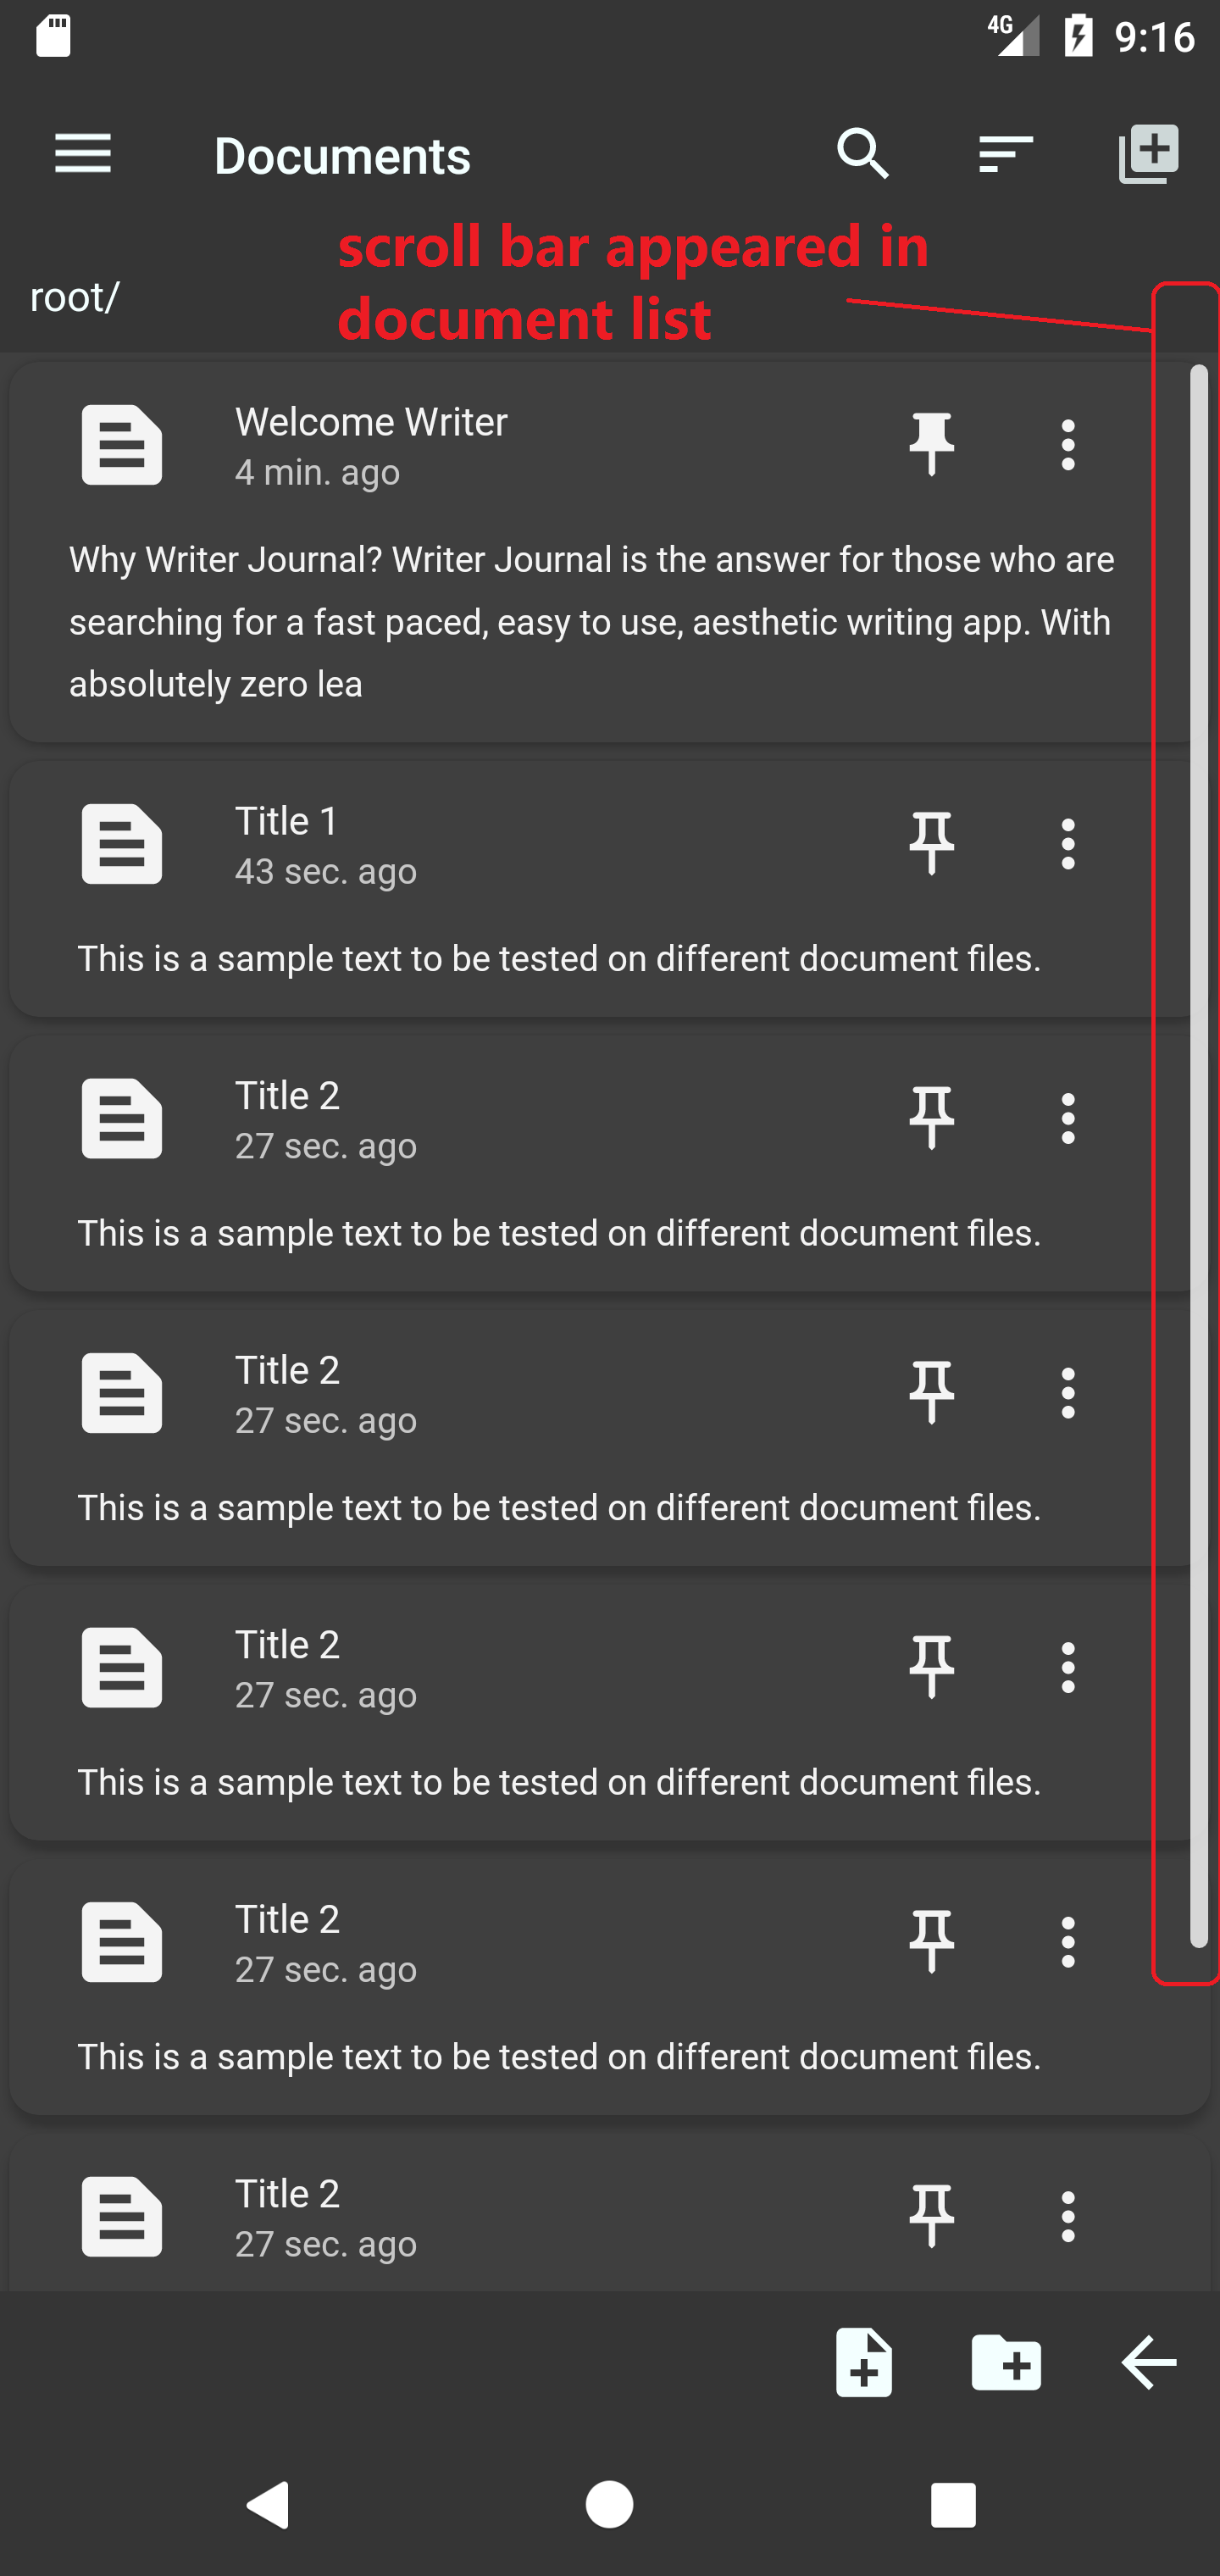 4G 9:16
Documents
scroll bar appeared in
document list
root/
Welcome Writer
4 min. ago
Why Writer Journal? Writer Journal is the answer for those who are
searching for a fast paced, easy to use, aesthetic writing app. With
absolutely zero lea
Title 1
43 sec. ago
This is a sample text to be tested on different document files.
Title 2
27 sec. ago
This is a sample text to be tested on different document files.
Title 2
27 sec. ago
This is a sample text to be tested on different document files.
Title 2
27 sec. ago
This is a sample text to be tested on different document files.
Title 2
27 sec. ago
This is a sample text to be tested on different document files.
Title 2
27 sec. ago